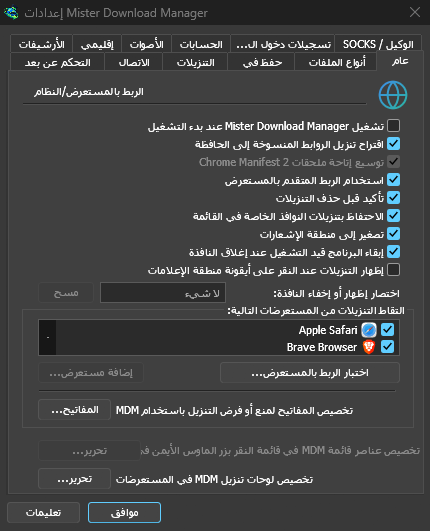 إعدادات Mister Download Manager
الوكيل / SOCKS
تسجيلات دخول ال...
الحسابات
الأصوات
إقليمي
الأرشيفات
عام
أنواع الملفات
حفظ في
التنزيلات
الاتصال
التحكم عن بعد
الربط بالمستعرض/النظام
تشغيل Mister Download Manager عند بدء التشغيل
اقتراح تنزيل الروابط المنسوخة إلى الحافظة
توسيع إتاحة ملحقات Chrome Manifest 2
استخدام الربط المتقدم بالمستعرض
تأكيد قبل حذف التنزيلات
الاحتفاظ بتنزيلات النوافذ الخاصة في القائمة
تصغير إلى منطقة الإشعارات
إبقاء البرنامج قيد التشغيل عند إغلاق النافذة
إظهار التنزيلات عند النقر على أيقونة منطقة الإعلامات
اختصار إظهار أو إخفاء النافذة:
لا شيء
مسح
التقاط التنزيلات من المستعرضات التالية:
Apple Safari
Brave Browser
اختبار الربط بالمستعرض...
إضافة مستعرض...
تخصيص المفاتيح لمنع أو فرض التنزيل باستخدام MDM
المفاتيح...
تخصيص عناصر قائمة MDM في قائمة النقر بزر الماوس الأيمن في
تحرير...
تخصيص لوحات تنزيل MDM في المستعرضات
تحرير...
موافق
تعليمات